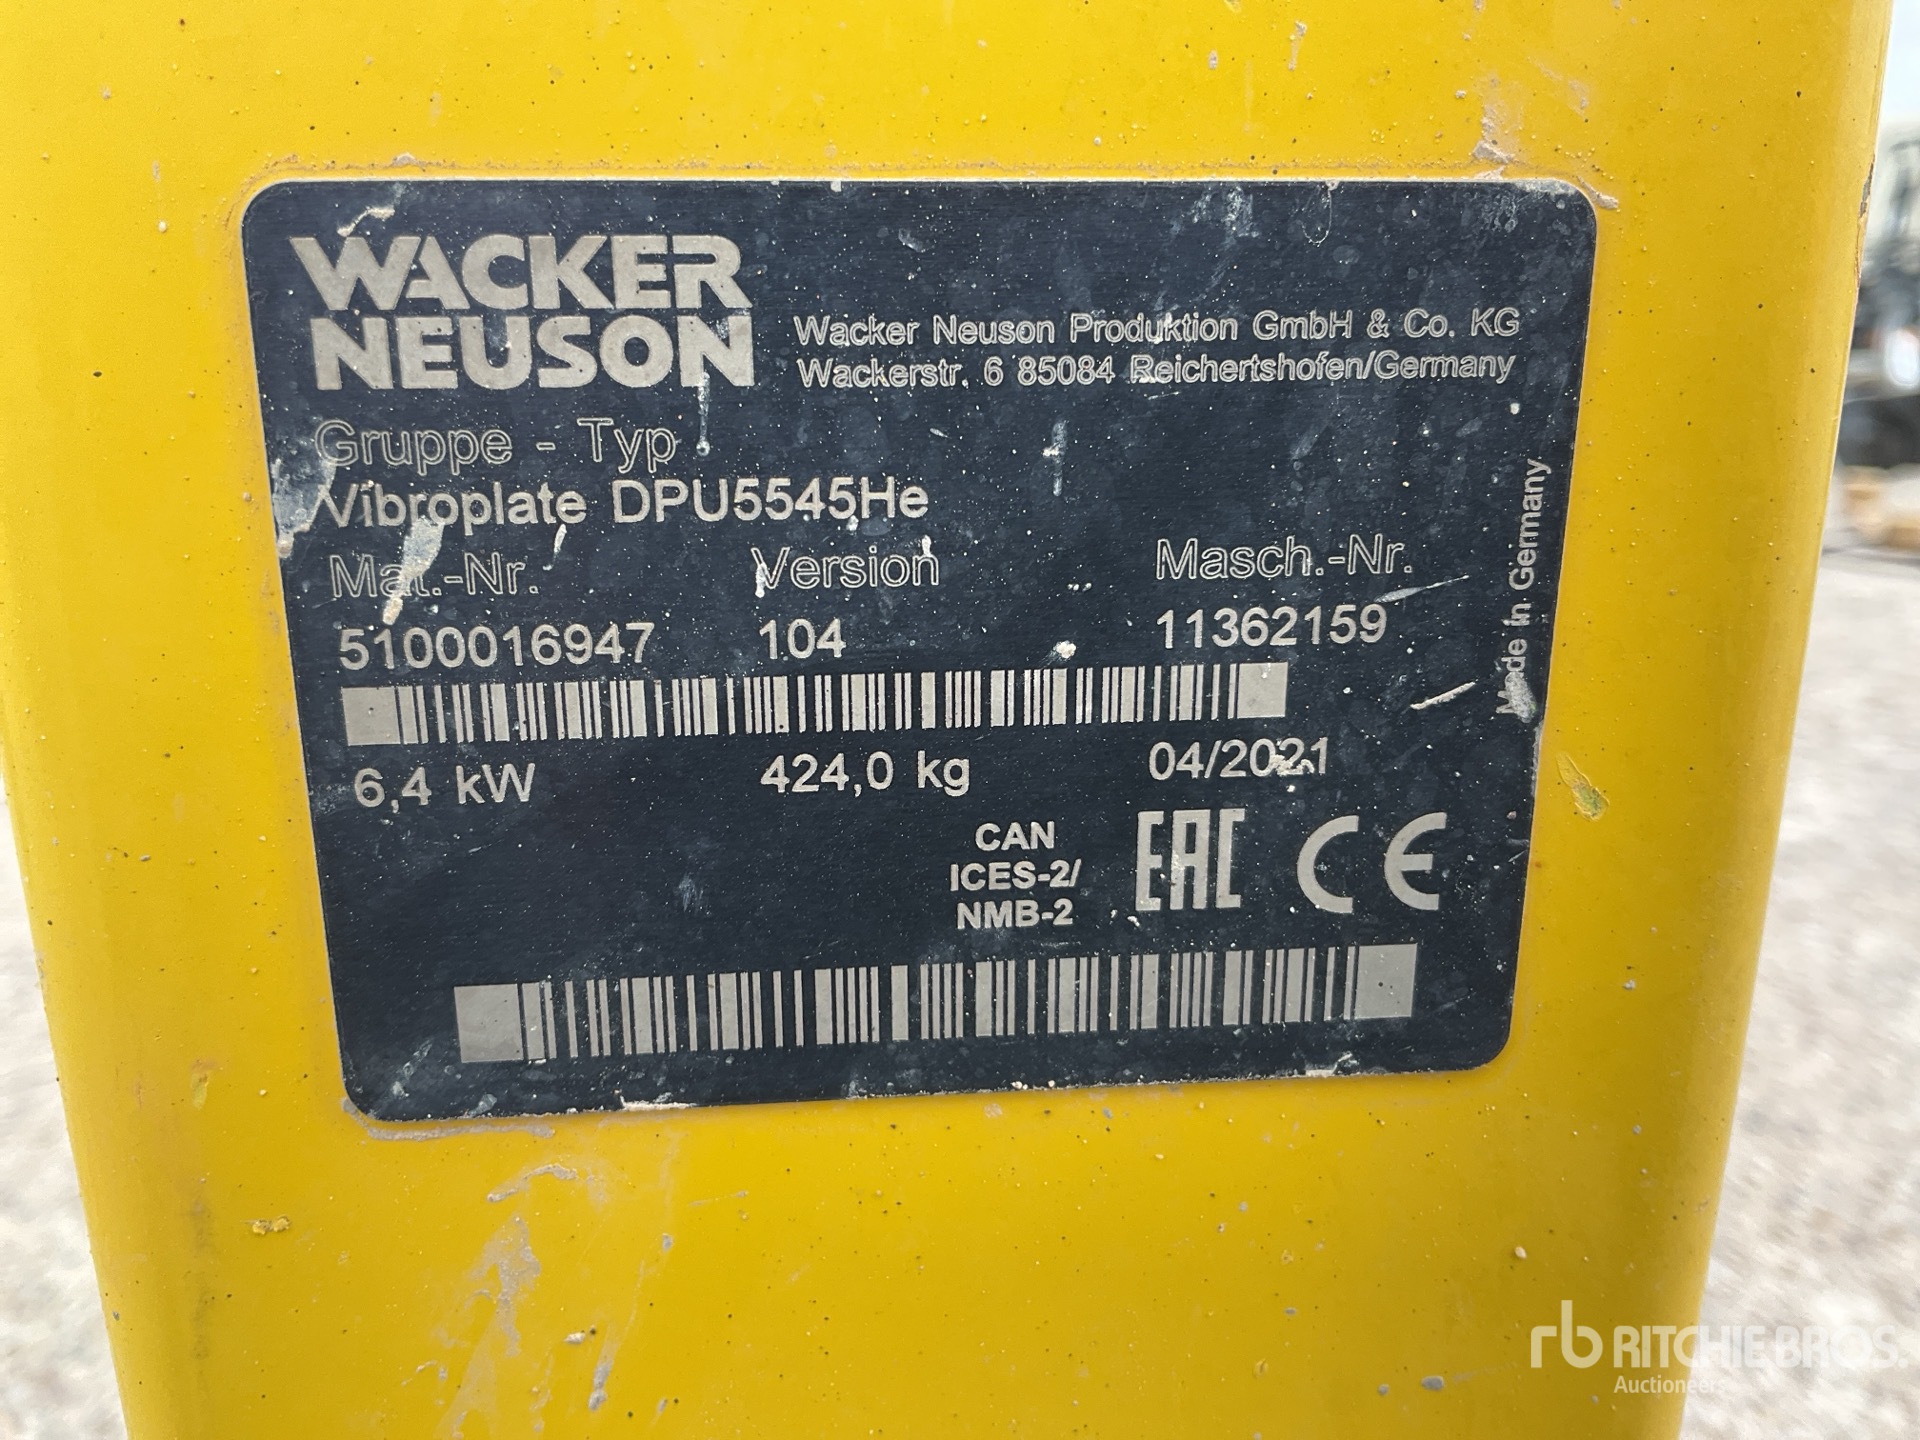 WACKER
NEUSON
Wacker Neuson Produktion GmbH & Co. KG
Wackerstr. 6 85084 Reichertshofen/Germany
Gruppe - Typ
Vibroplate DPU5545He
Mat.-Nr. Version Masch.-Nr.
5100016947 104 11362159
6,4 kW 424,0 kg 04/2021
CAN
ICES-2/
NMB-2
EAC CE
Made in Germany
rb RITCHIE BROS.
Auctioneers